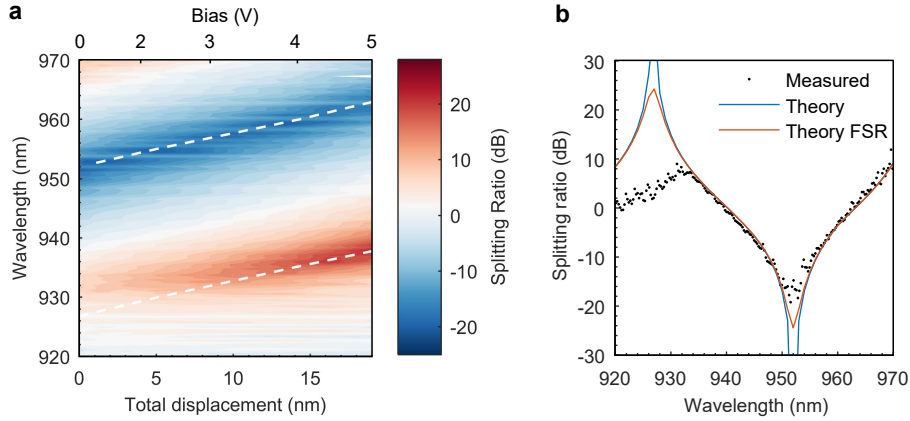 a
Bias (V)
0 2 3 4 5
970
960
950
940
930
920
Wavelength (nm)
0 5 10 15
Total displacement (nm)
20
10
0
-10
-20
Splitting Ratio (dB)
b
30
20
10
0
-10
-20
-30
Splitting ratio (dB)
Measured
Theory
Theory FSR
920 930 940 950 960 970
Wavelength (nm)